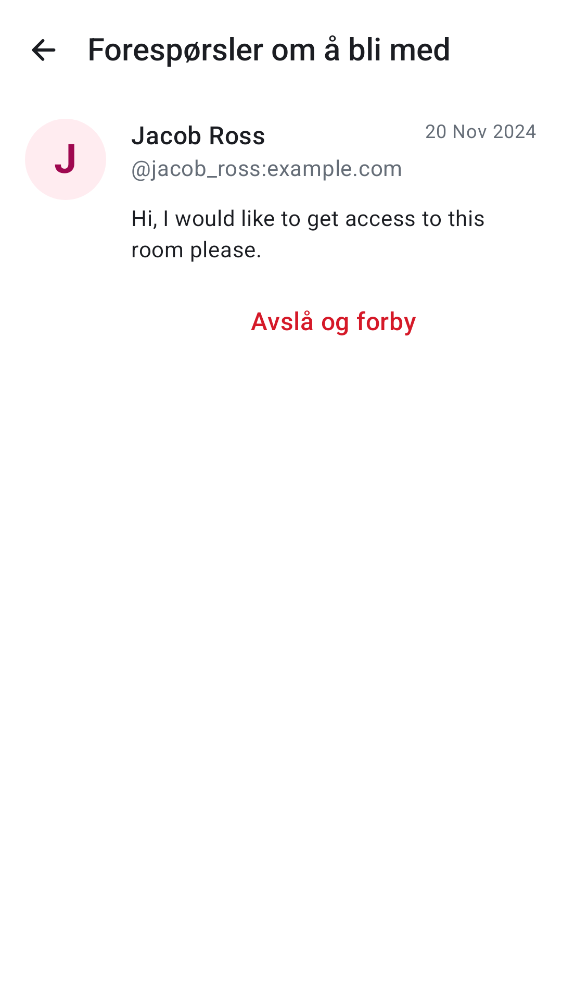 Forespørsler om å bli med
J
Jacob Ross
20 Nov 2024
@jacob_ross:example.com
Hi, I would like to get access to this
room please.
Avslå og forby